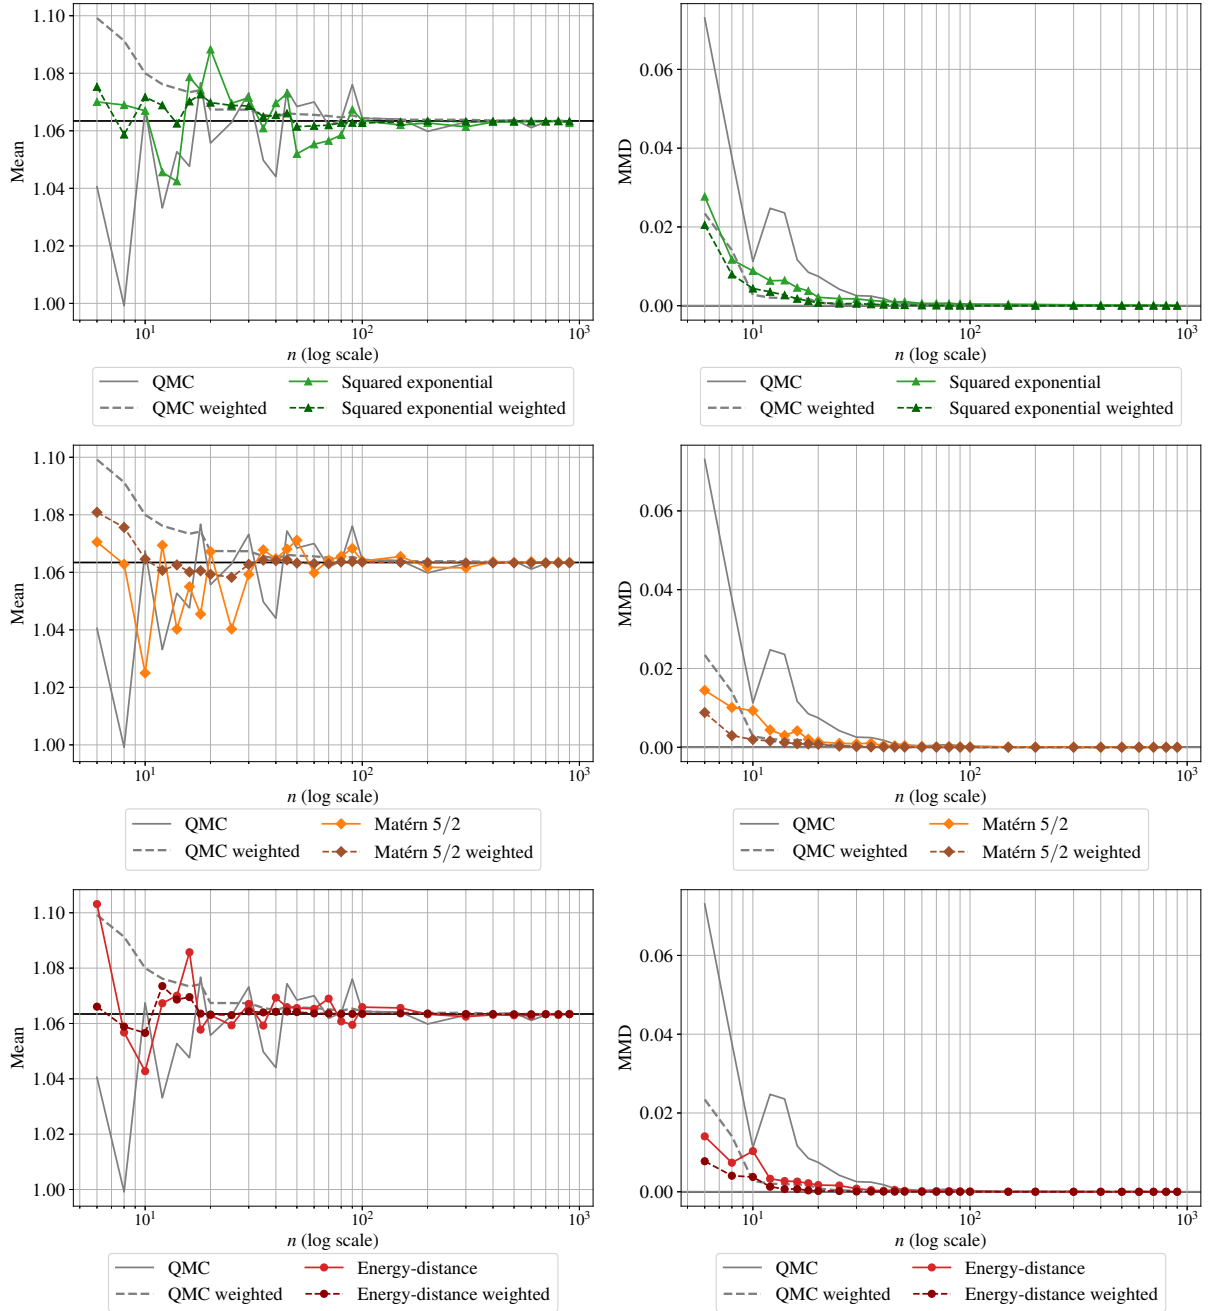 1.10
1.08
1.06
1.04
1.02
1.00
Mean
10¹
10²
10³
n (log scale)
QMC
QMC weighted
Squared exponential
Squared exponential weighted
0.06
0.04
0.02
0.00
MMD
10¹
10²
10³
n (log scale)
QMC
QMC weighted
Squared exponential
Squared exponential weighted
1.10
1.08
1.06
1.04
1.02
1.00
Mean
10¹
10²
10³
n (log scale)
QMC
QMC weighted
Matérn 5/2
Matérn 5/2 weighted
0.06
0.04
0.02
0.00
MMD
10¹
10²
10³
n (log scale)
QMC
QMC weighted
Matérn 5/2
Matérn 5/2 weighted
1.10
1.08
1.06
1.04
1.02
1.00
Mean
10¹
10²
10³
n (log scale)
QMC
QMC weighted
Energy-distance
Energy-distance weighted
0.06
0.04
0.02
0.00
MMD
10¹
10²
10³
n (log scale)
QMC
QMC weighted
Energy-distance
Energy-distance weighted